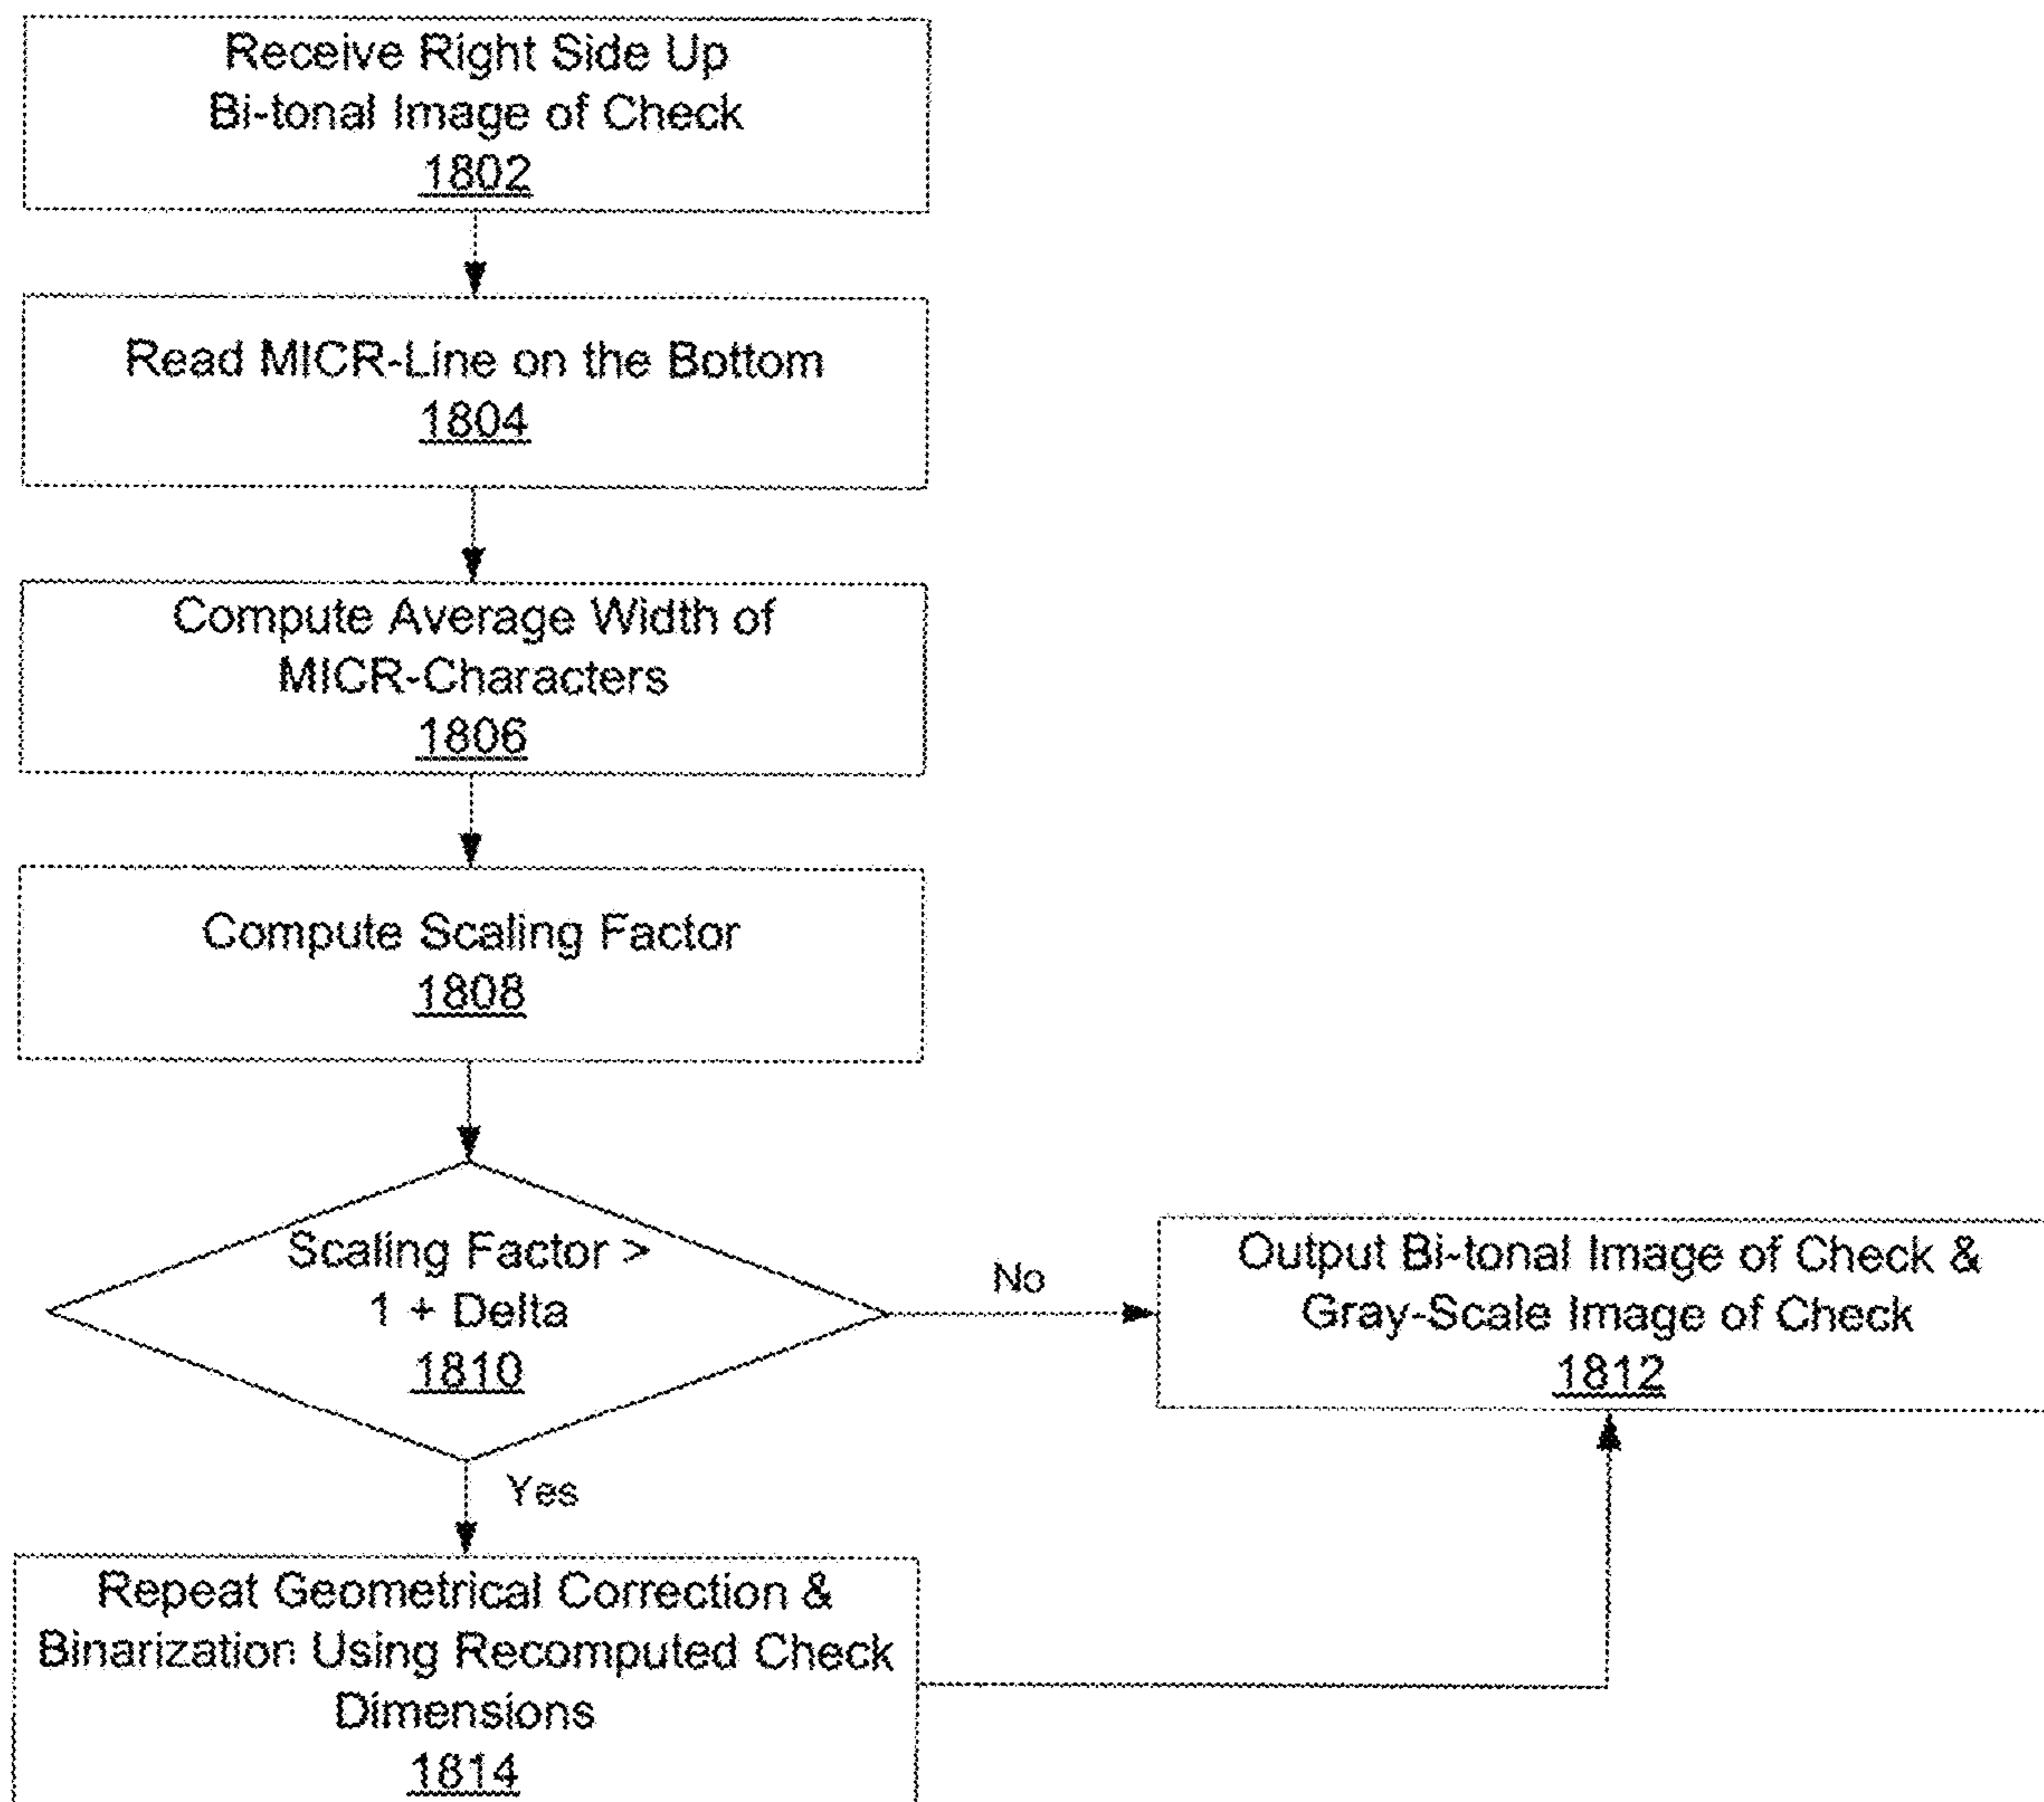 Receive Right Side Up
Bi-tonal Image of Check
1802
Read MICR-Line on the Bottom
1804
Compute Average Width of
MICR-Characters
1806
Compute Scaling Factor
1808
Scaling Factor >
1 + Delta
1810
No
Output Bi-tonal Image of Check &
Gray-Scale Image of Check
1812
Yes
Repeat Geometrical Correction &
Binarization Using Recomputed Check
Dimensions
1814